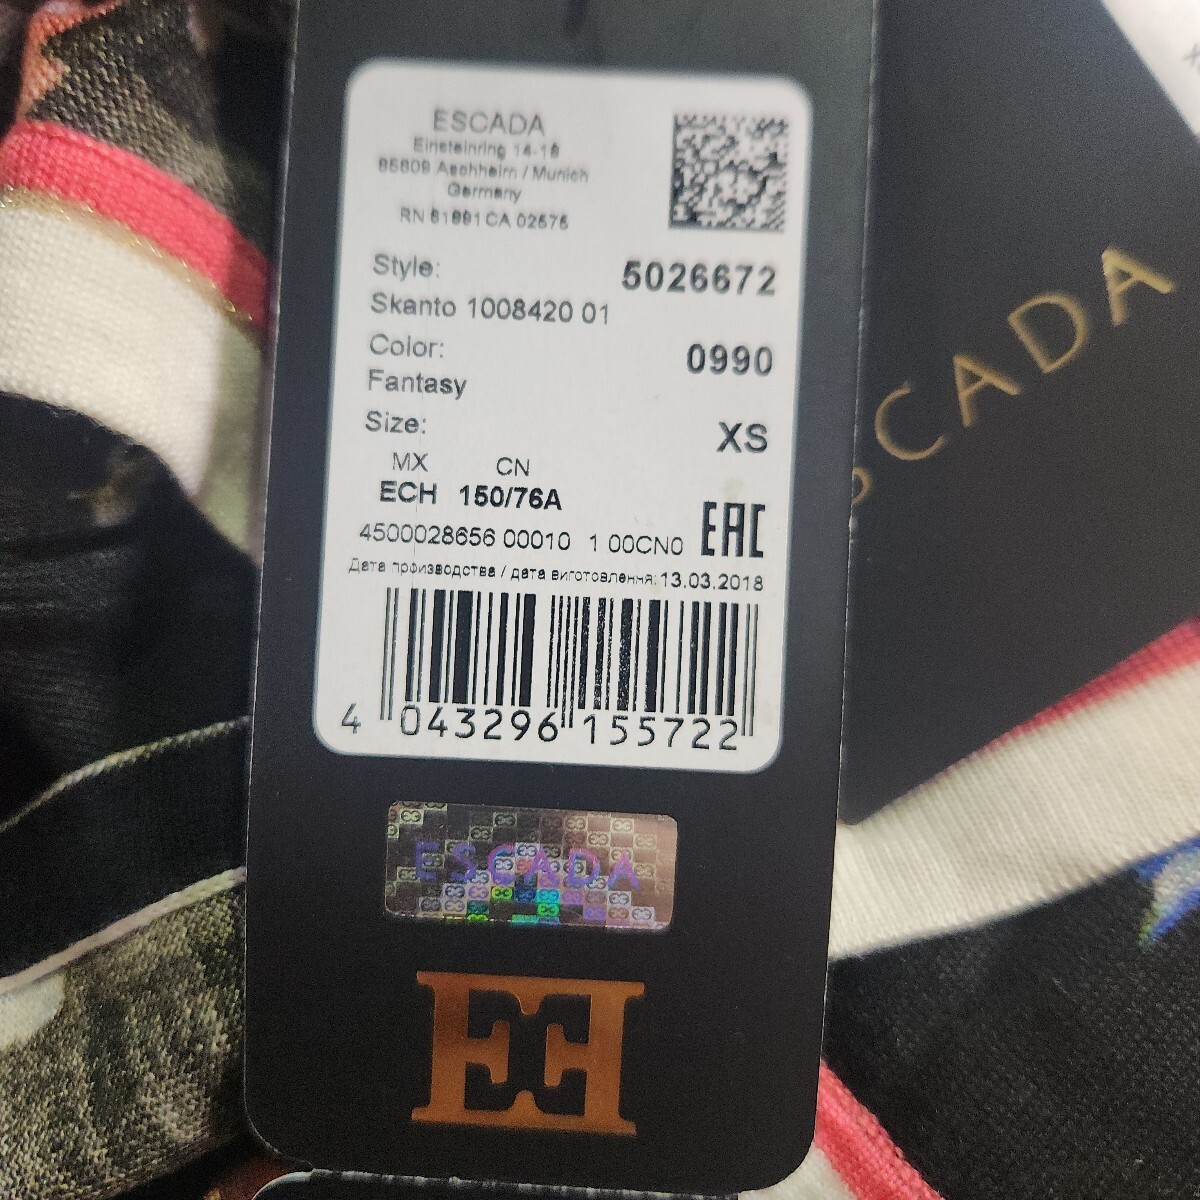 ESCADA
Einsteinring 14-18
85609 Aschheim / Munich
Germany
RN 81991 CA 02575
Style: 5026672
Skanto 1008420 01
Color: 0990
Fantasy
Size: XS
MX CN
ECH 150/76A
4500028656 00010 1 00CN0 EAC
Дата производства / дата виготовлення: 13.03.2018
4 043296 155722
ESCADA
ESCADA